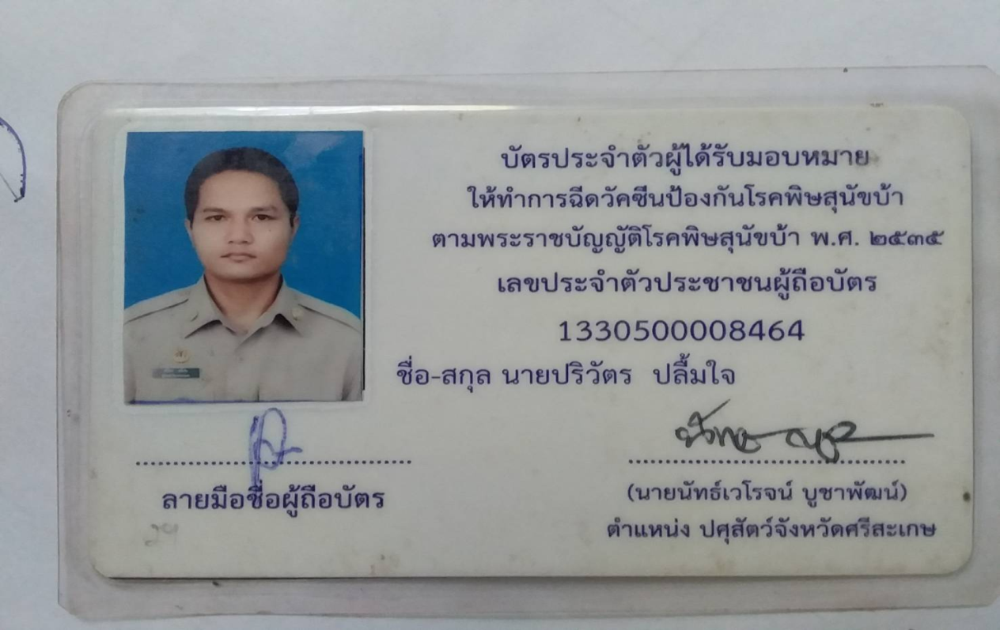 บัตรประจำตัวผู้ได้รับมอบหมาย
ให้ทำการฉีดวัคซีนป้องกันโรคพิษสุนัขบ้า
ตามพระราชบัญญัติโรคพิษสุนัขบ้า พ.ศ. ๒๕๓๕
เลขประจำตัวประชาชนผู้ถือบัตร
1330500008464
ชื่อ-สกุล นายปริวัตร ปลื้มใจ
ลายมือชื่อผู้ถือบัตร
(นายนัทธ์เวโรจน์ บูชาพัฒน์)
ตำแหน่ง ปศุสัตว์จังหวัดศรีสะเกษ